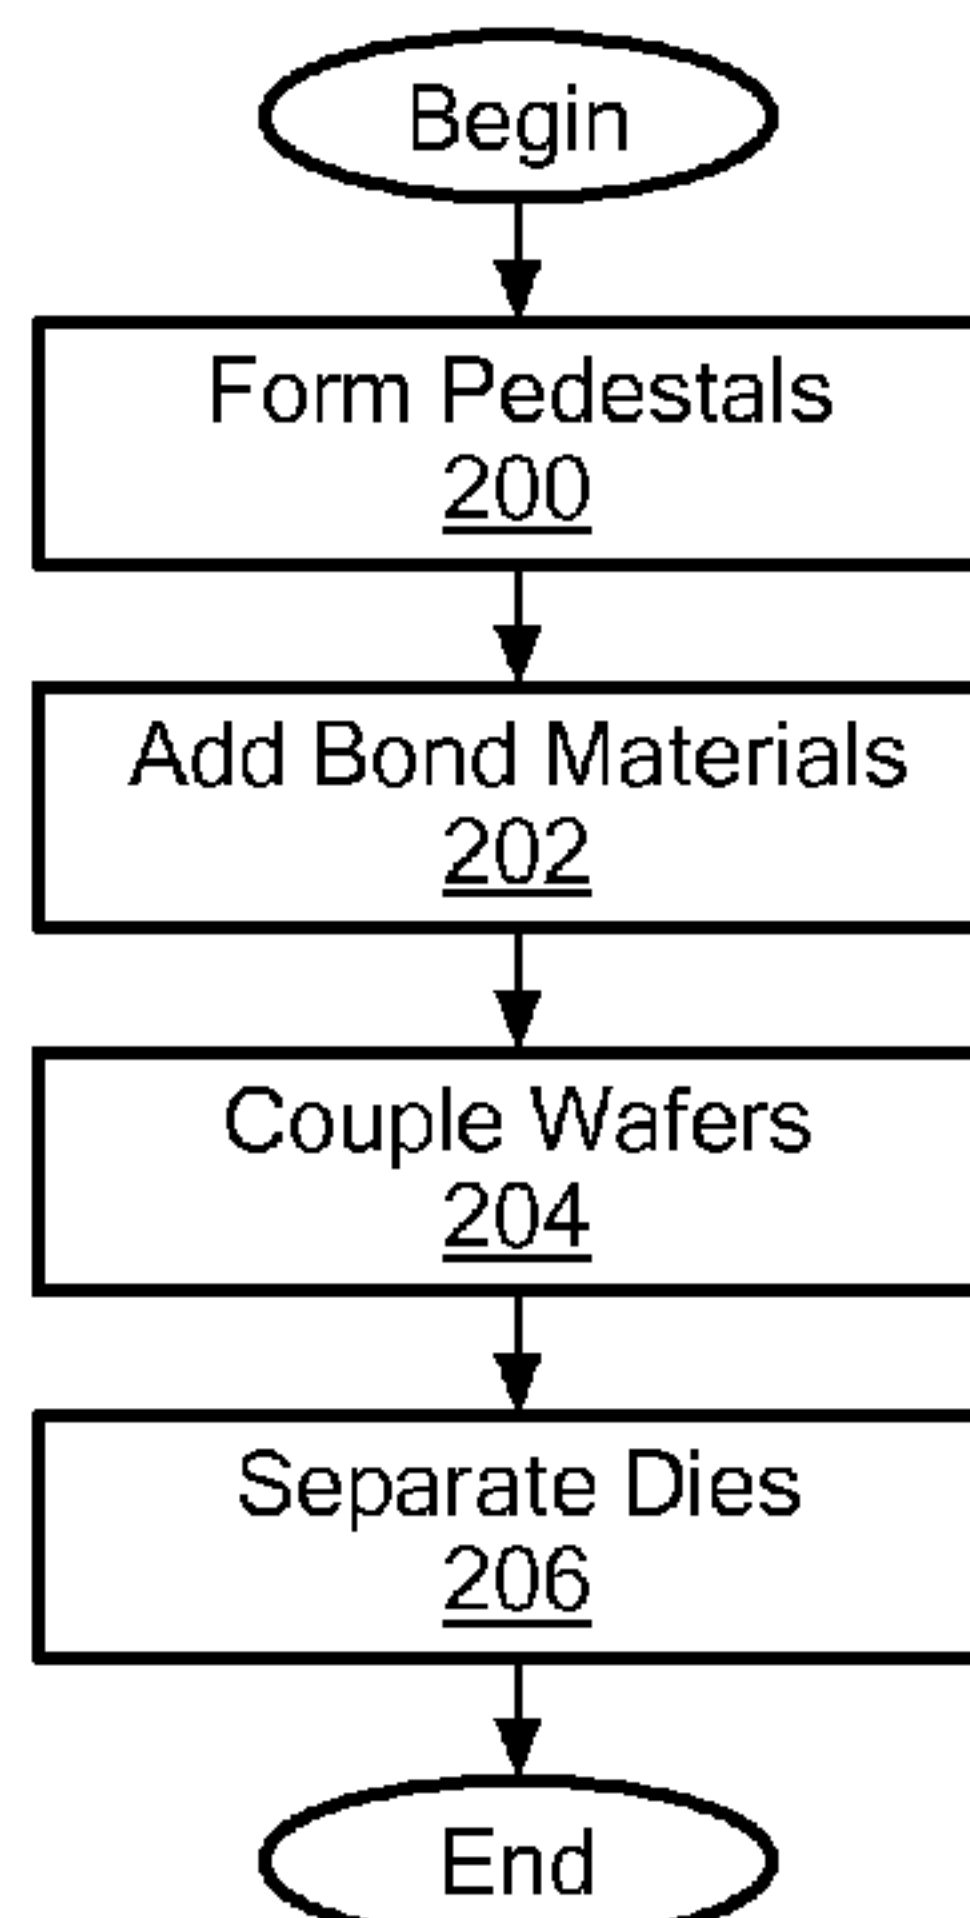 Begin
Form Pedestals
200
Add Bond Materials
202
Couple Wafers
204
Separate Dies
206
End